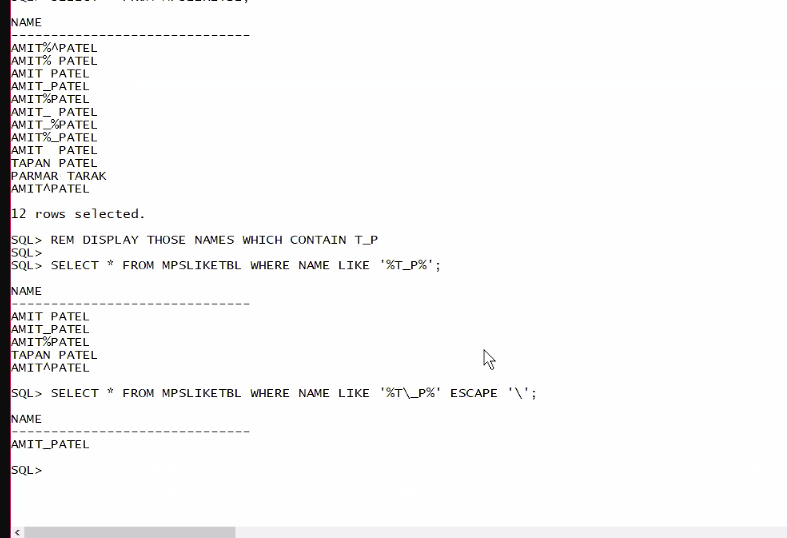 NAME
------------------------------
AMIT%^PATEL
AMIT% PATEL
AMIT PATEL
AMIT_PATEL
AMIT%PATEL
AMIT_ PATEL
AMIT_%PATEL
AMIT%_PATEL
AMIT  PATEL
TAPAN PATEL
PARMAR TARAK
AMIT^PATEL
12 rows selected.
SQL> REM DISPLAY THOSE NAMES WHICH CONTAIN T_P
SQL>
SQL> SELECT * FROM MPSLIKETBL WHERE NAME LIKE '%T_P%';
NAME
------------------------------
AMIT PATEL
AMIT_PATEL
AMIT%PATEL
TAPAN PATEL
AMIT^PATEL
SQL> SELECT * FROM MPSLIKETBL WHERE NAME LIKE '%T\_P%' ESCAPE '\';
NAME
------------------------------
AMIT_PATEL
SQL>